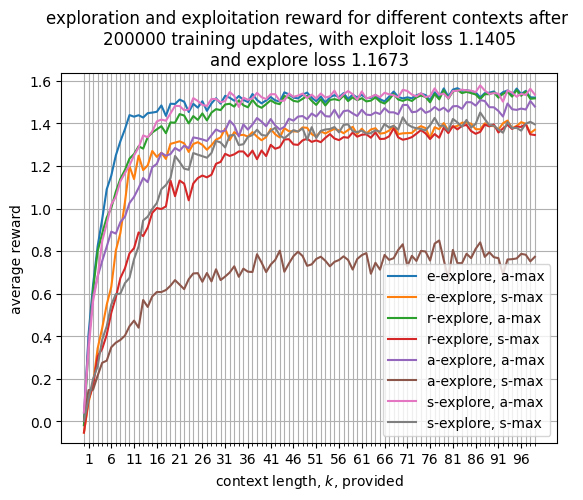 exploration and exploitation reward for different contexts after
200000 training updates, with exploit loss 1.1405
and explore loss 1.1673
1.6
1.4
1.2
1.0
0.8
0.6
0.4
0.2
0.0
average reward
e-explore, a-max
e-explore, s-max
r-explore, a-max
r-explore, s-max
a-explore, a-max
a-explore, s-max
s-explore, a-max
s-explore, s-max
1 6 11 16 21 26 31 36 41 46 51 56 61 66 71 76 81 86 91 96
context length, k, provided